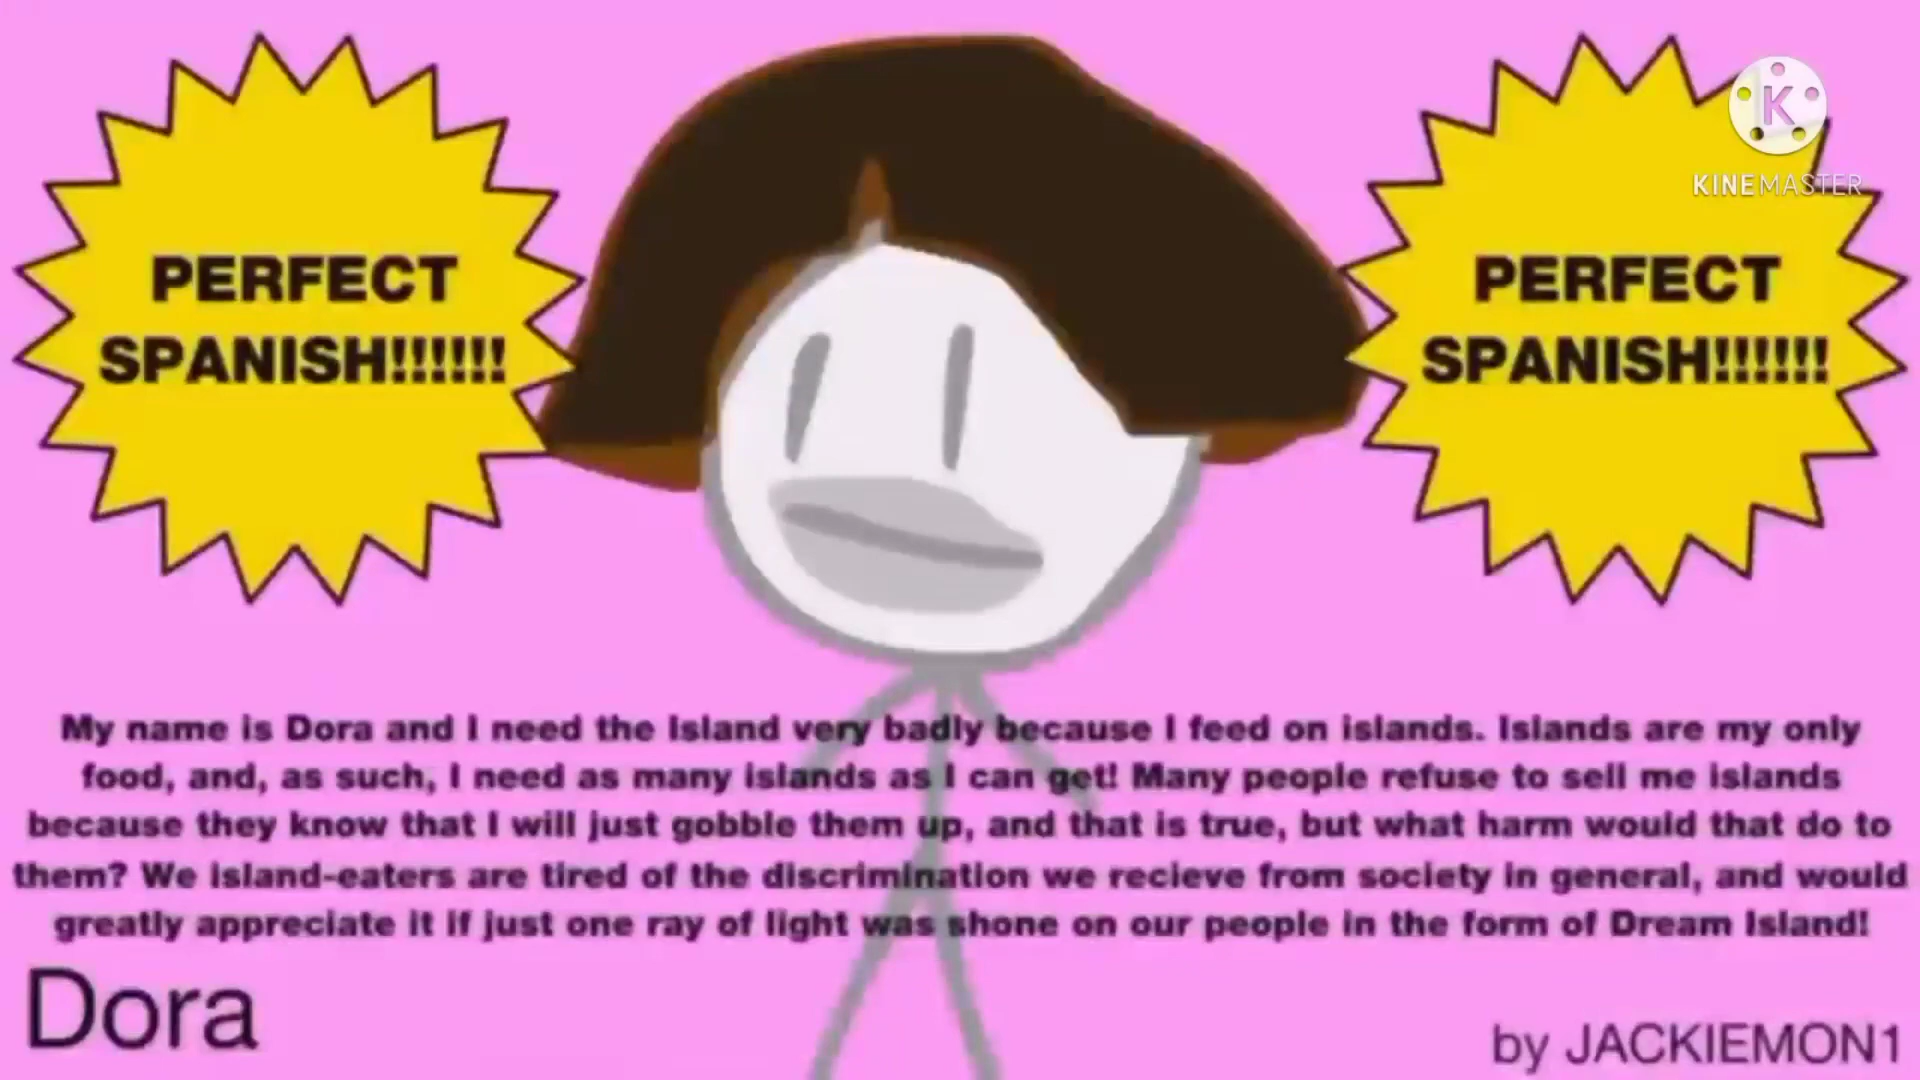 PERFECT
SPANISH!!!!!!
PERFECT
SPANISH!!!!!!
KINEMASTER
My name is Dora and I need the Island very badly because I feed on islands. Islands are my only
food, and, as such, I need as many islands as I can get! Many people refuse to sell me islands
because they know that I will just gobble them up, and that is true, but what harm would that do to
them? We island-eaters are tired of the discrimination we recieve from society in general, and would
greatly appreciate it if just one ray of light was shone on our people in the form of Dream Island!
Dora
by JACKIEMON1